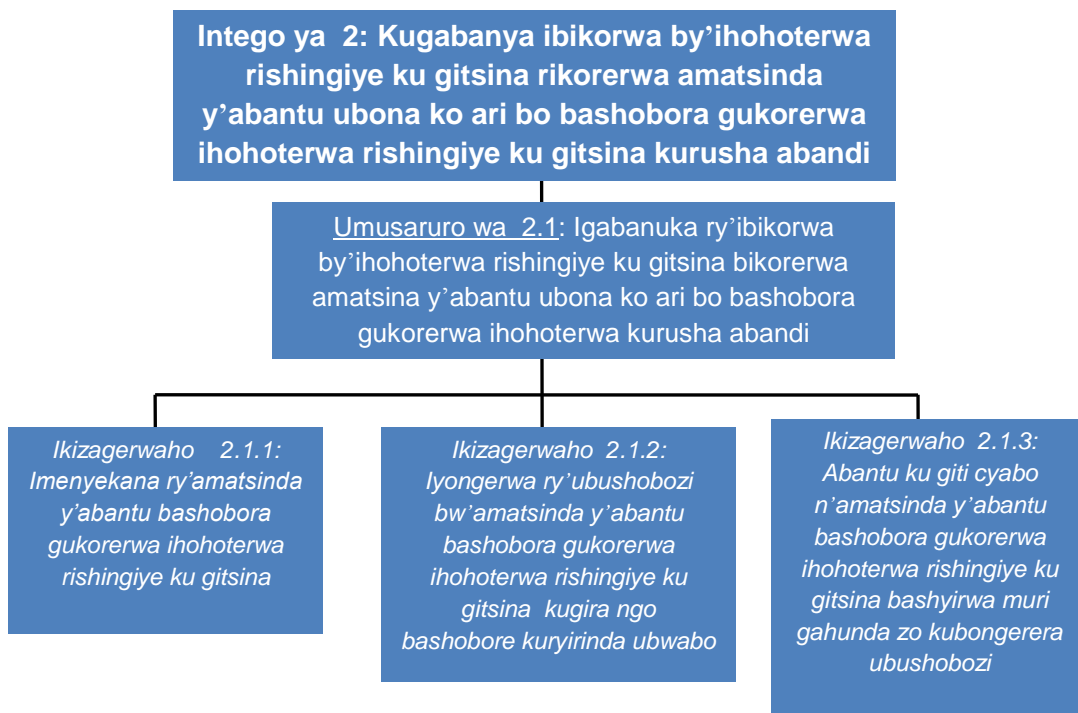 Intego ya 2: Kugabanya ibikorwa by’ihohoterwa
rishingiye ku gitsina rikorerwa amatsinda
y’abantu ubona ko ari bo bashobora gukorerwa
ihohoterwa rishingiye ku gitsina kurusha abandi
Umusaruro wa 2.1: Igabanuka ry’ibikorwa
by’ihohoterwa rishingiye ku gitsina bikorerwa
amatsina y’abantu ubona ko ari bo bashobora
gukorerwa ihohoterwa kurusha abandi
Ikizagerwaho 2.1.1:
Imenyekana ry’amatsinda
y’abantu bashobora
gukorerwa ihohoterwa
rishingiye ku gitsina
Ikizagerwaho 2.1.2:
Iyongerwa ry’ubushobozi
bw’amatsinda y’abantu
bashobora gukorerwa
ihohoterwa rishingiye ku
gitsina kugira ngo
bashobore kuryirinda ubwabo
Ikizagerwaho 2.1.3:
Abantu ku giti cyabo
n’amatsinda y’abantu
bashobora gukorerwa
ihohoterwa rishingiye ku
gitsina bashyirwa muri
gahunda zo kubongerera
ubushobozi